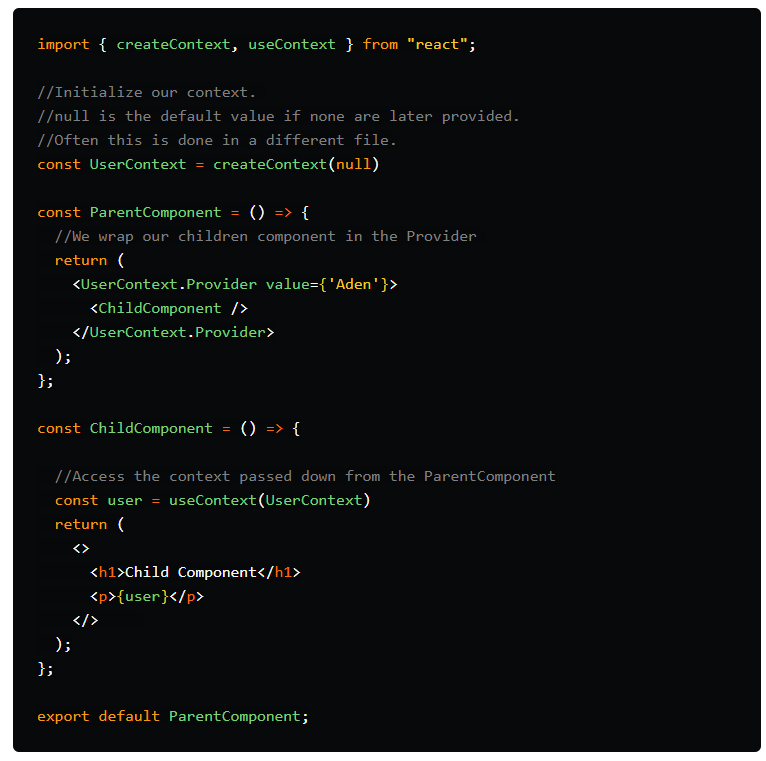 import { createContext, useContext } from "react";
//Initialize our context.
//null is the default value if none are later provided.
//Often this is done in a different file.
const UserContext = createContext(null)
const ParentComponent = () => {
  //We wrap our children component in the Provider
  return (
    <UserContext.Provider value={'Aden'}>
      <ChildComponent />
    </UserContext.Provider>
  );
};
const ChildComponent = () => {
  //Access the context passed down from the ParentComponent
  const user = useContext(UserContext)
  return (
    <>
      <h1>Child Component</h1>
      <p>{user}</p>
    </>
  );
};
export default ParentComponent;